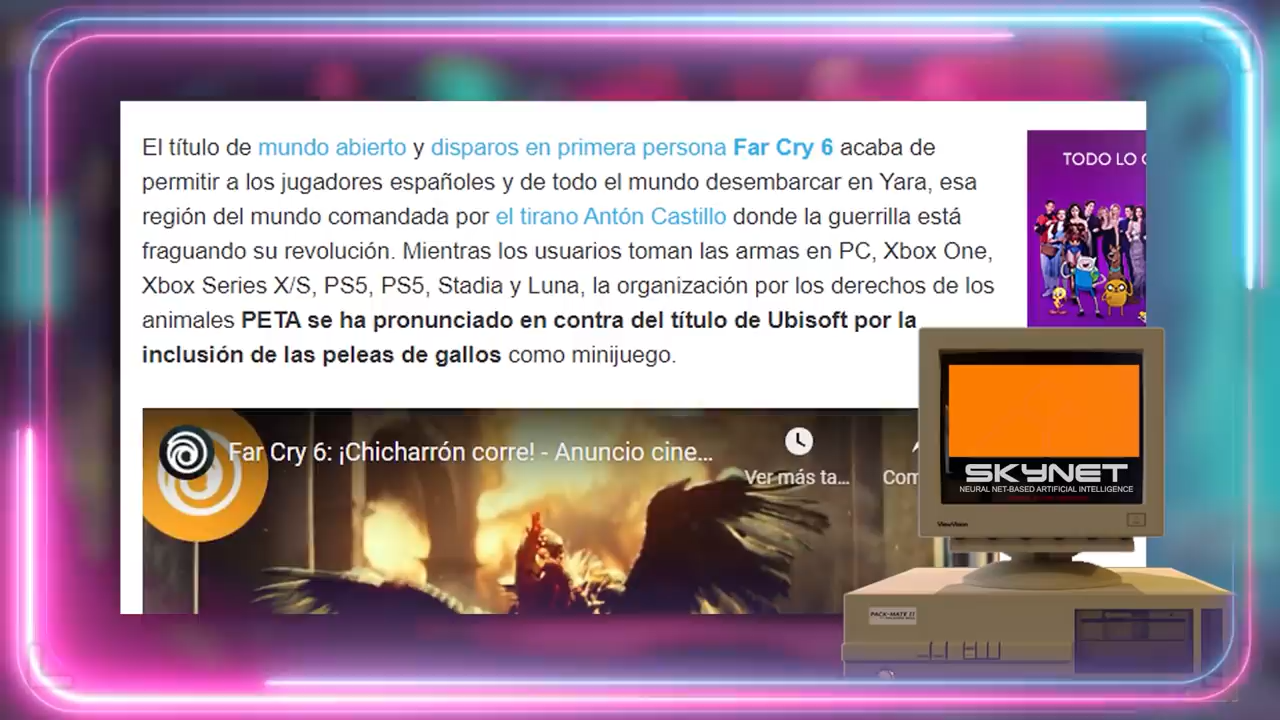 El título de mundo abierto y disparos en primera persona Far Cry 6 acaba de
permitir a los jugadores españoles y de todo el mundo desembarcar en Yara, esa
región del mundo comandada por el tirano Antón Castillo donde la guerrilla está
fraguando su revolución. Mientras los usuarios toman las armas en PC, Xbox One,
Xbox Series X/S, PS5, PS5, Stadia y Luna, la organización por los derechos de los
animales PETA se ha pronunciado en contra del título de Ubisoft por la
inclusión de las peleas de gallos como minijuego.
TODO LO
Far Cry 6: ¡Chicharrón corre! - Anuncio cine...
Ver más ta...
Com
SKYNET
NEURAL NET-BASED ARTIFICIAL INTELLIGENCE
ViewVision
PACK-MATE II